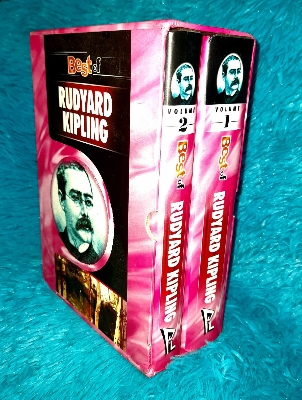 Best of
RUDYARD
KIPLING
VOLUME
-2-
Best of
RUDYARD KIPLING
VOLUME
-1-
Best of
RUDYARD KIPLING